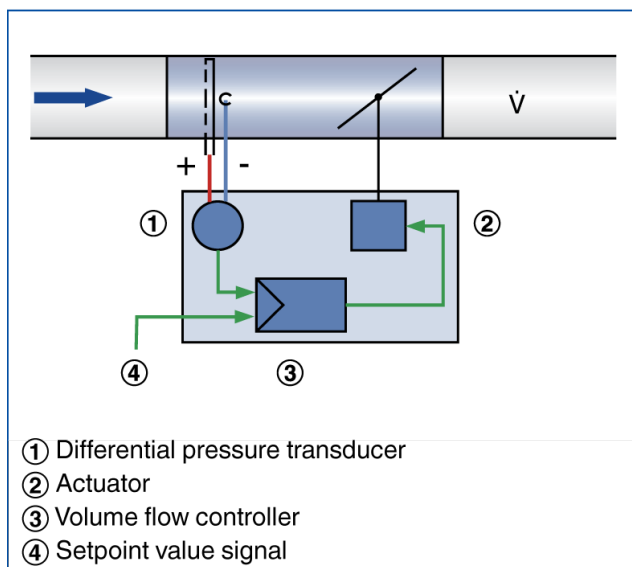 V̇
+ -
①
②
④
③
① Differential pressure transducer
② Actuator
③ Volume flow controller
④ Setpoint value signal